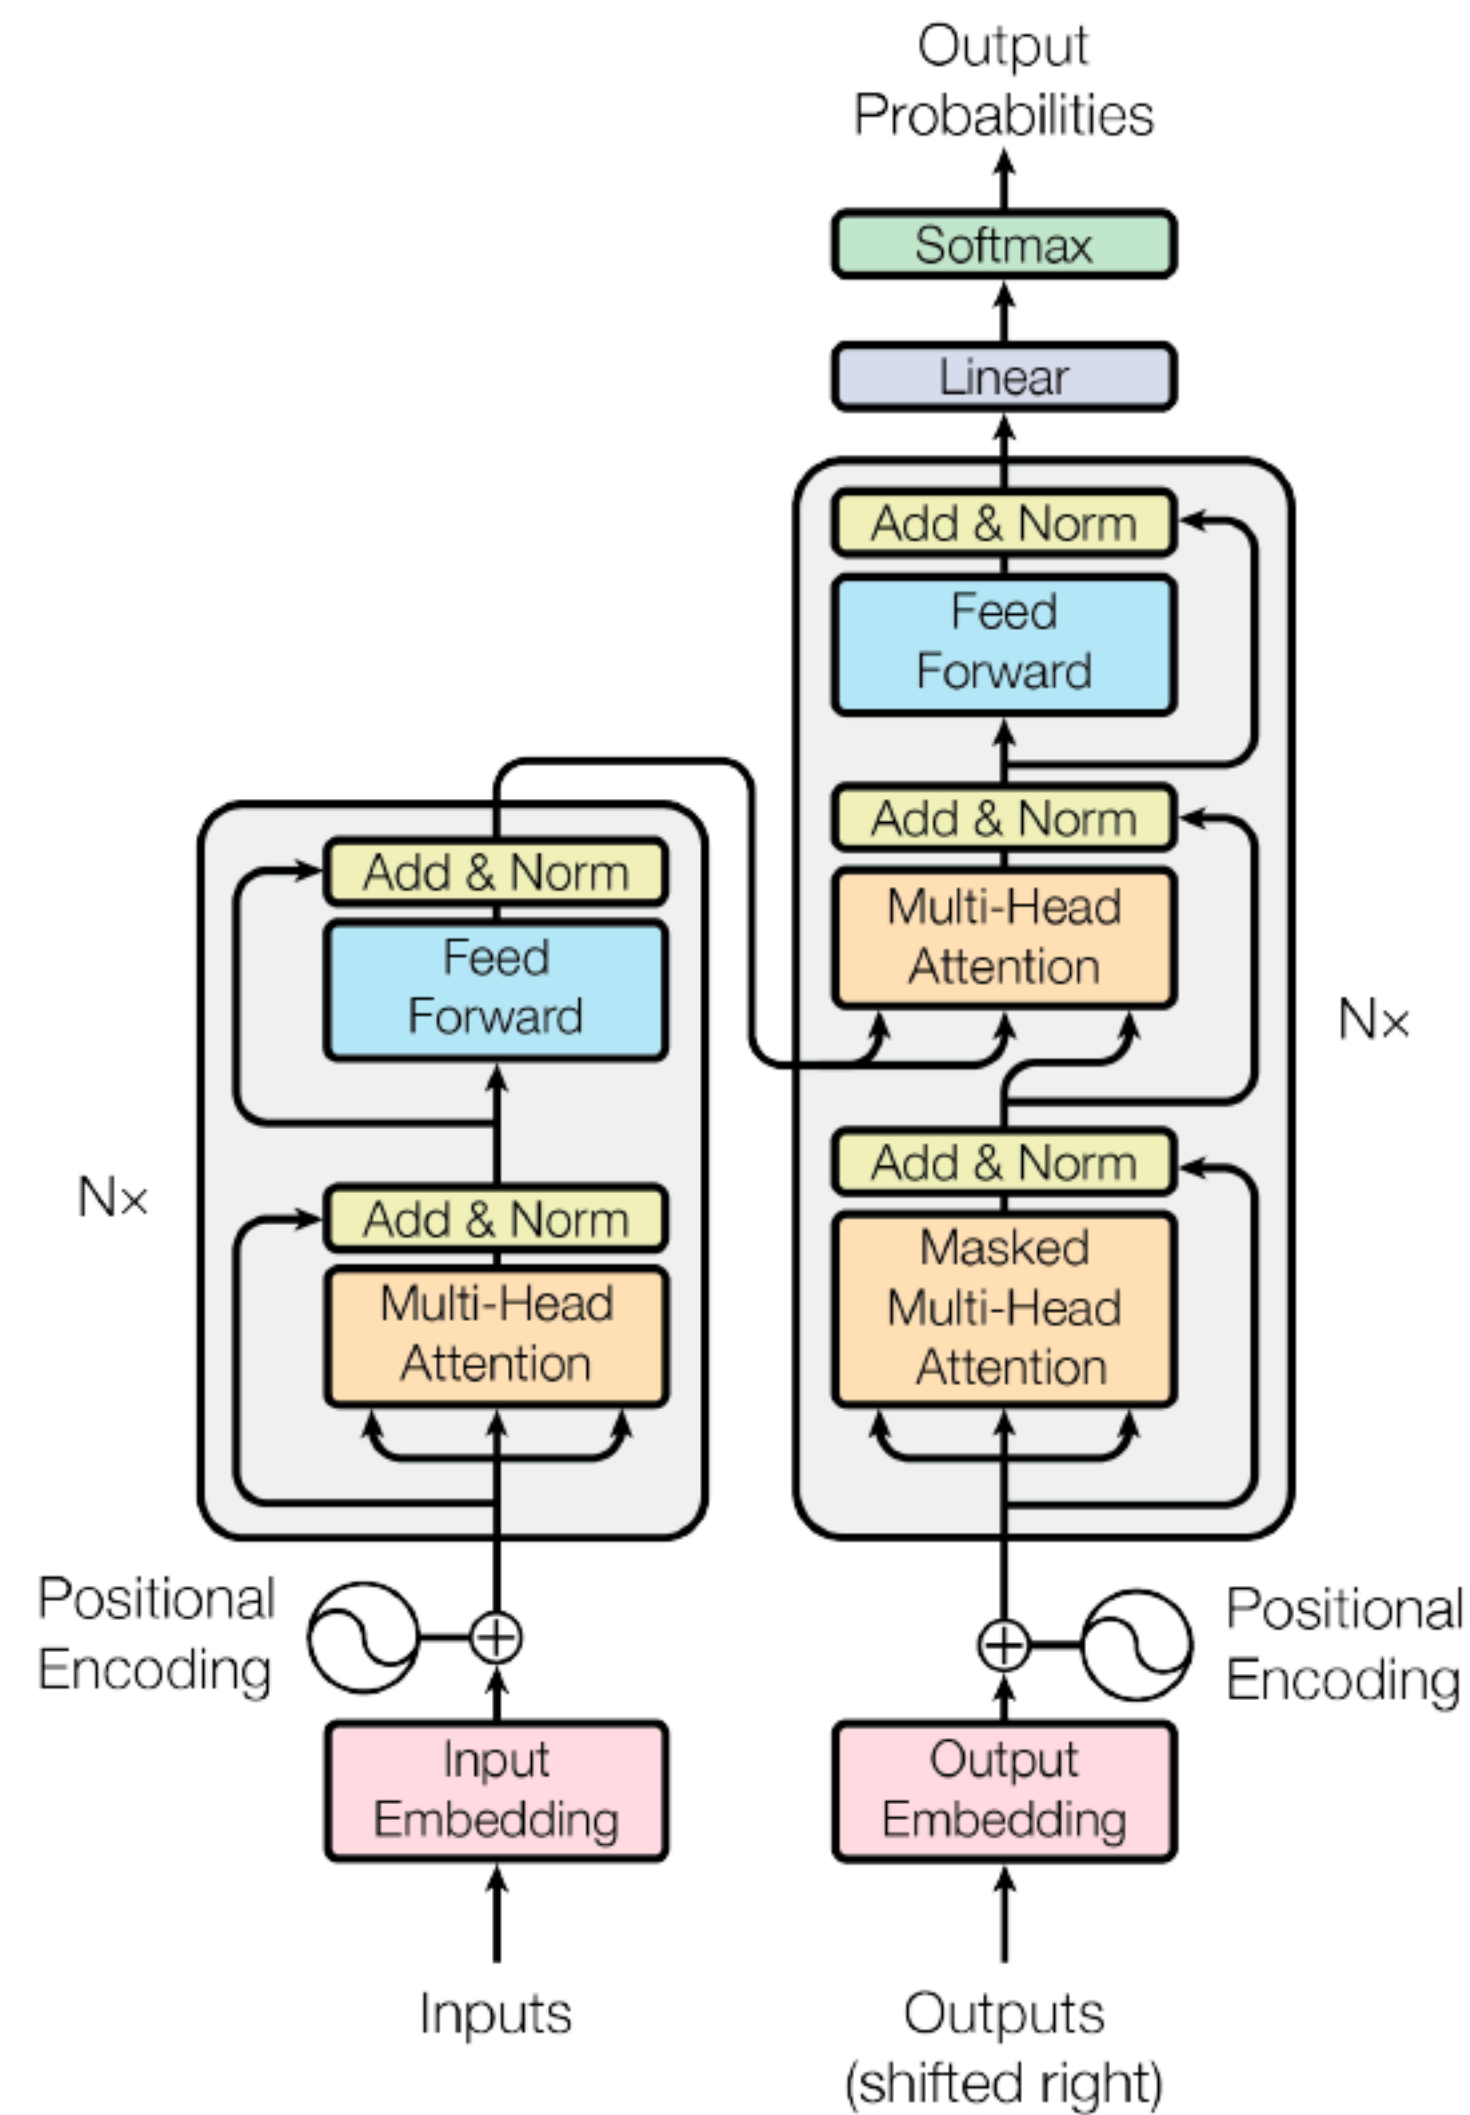 Output
Probabilities
Softmax
Linear
Add & Norm
Feed
Forward
Add & Norm
Multi-Head
Attention
Nx
Add & Norm
Masked
Multi-Head
Attention
Add & Norm
Feed
Forward
Nx
Add & Norm
Multi-Head
Attention
Positional
Encoding
Positional
Encoding
Input
Embedding
Output
Embedding
Inputs
Outputs
(shifted right)